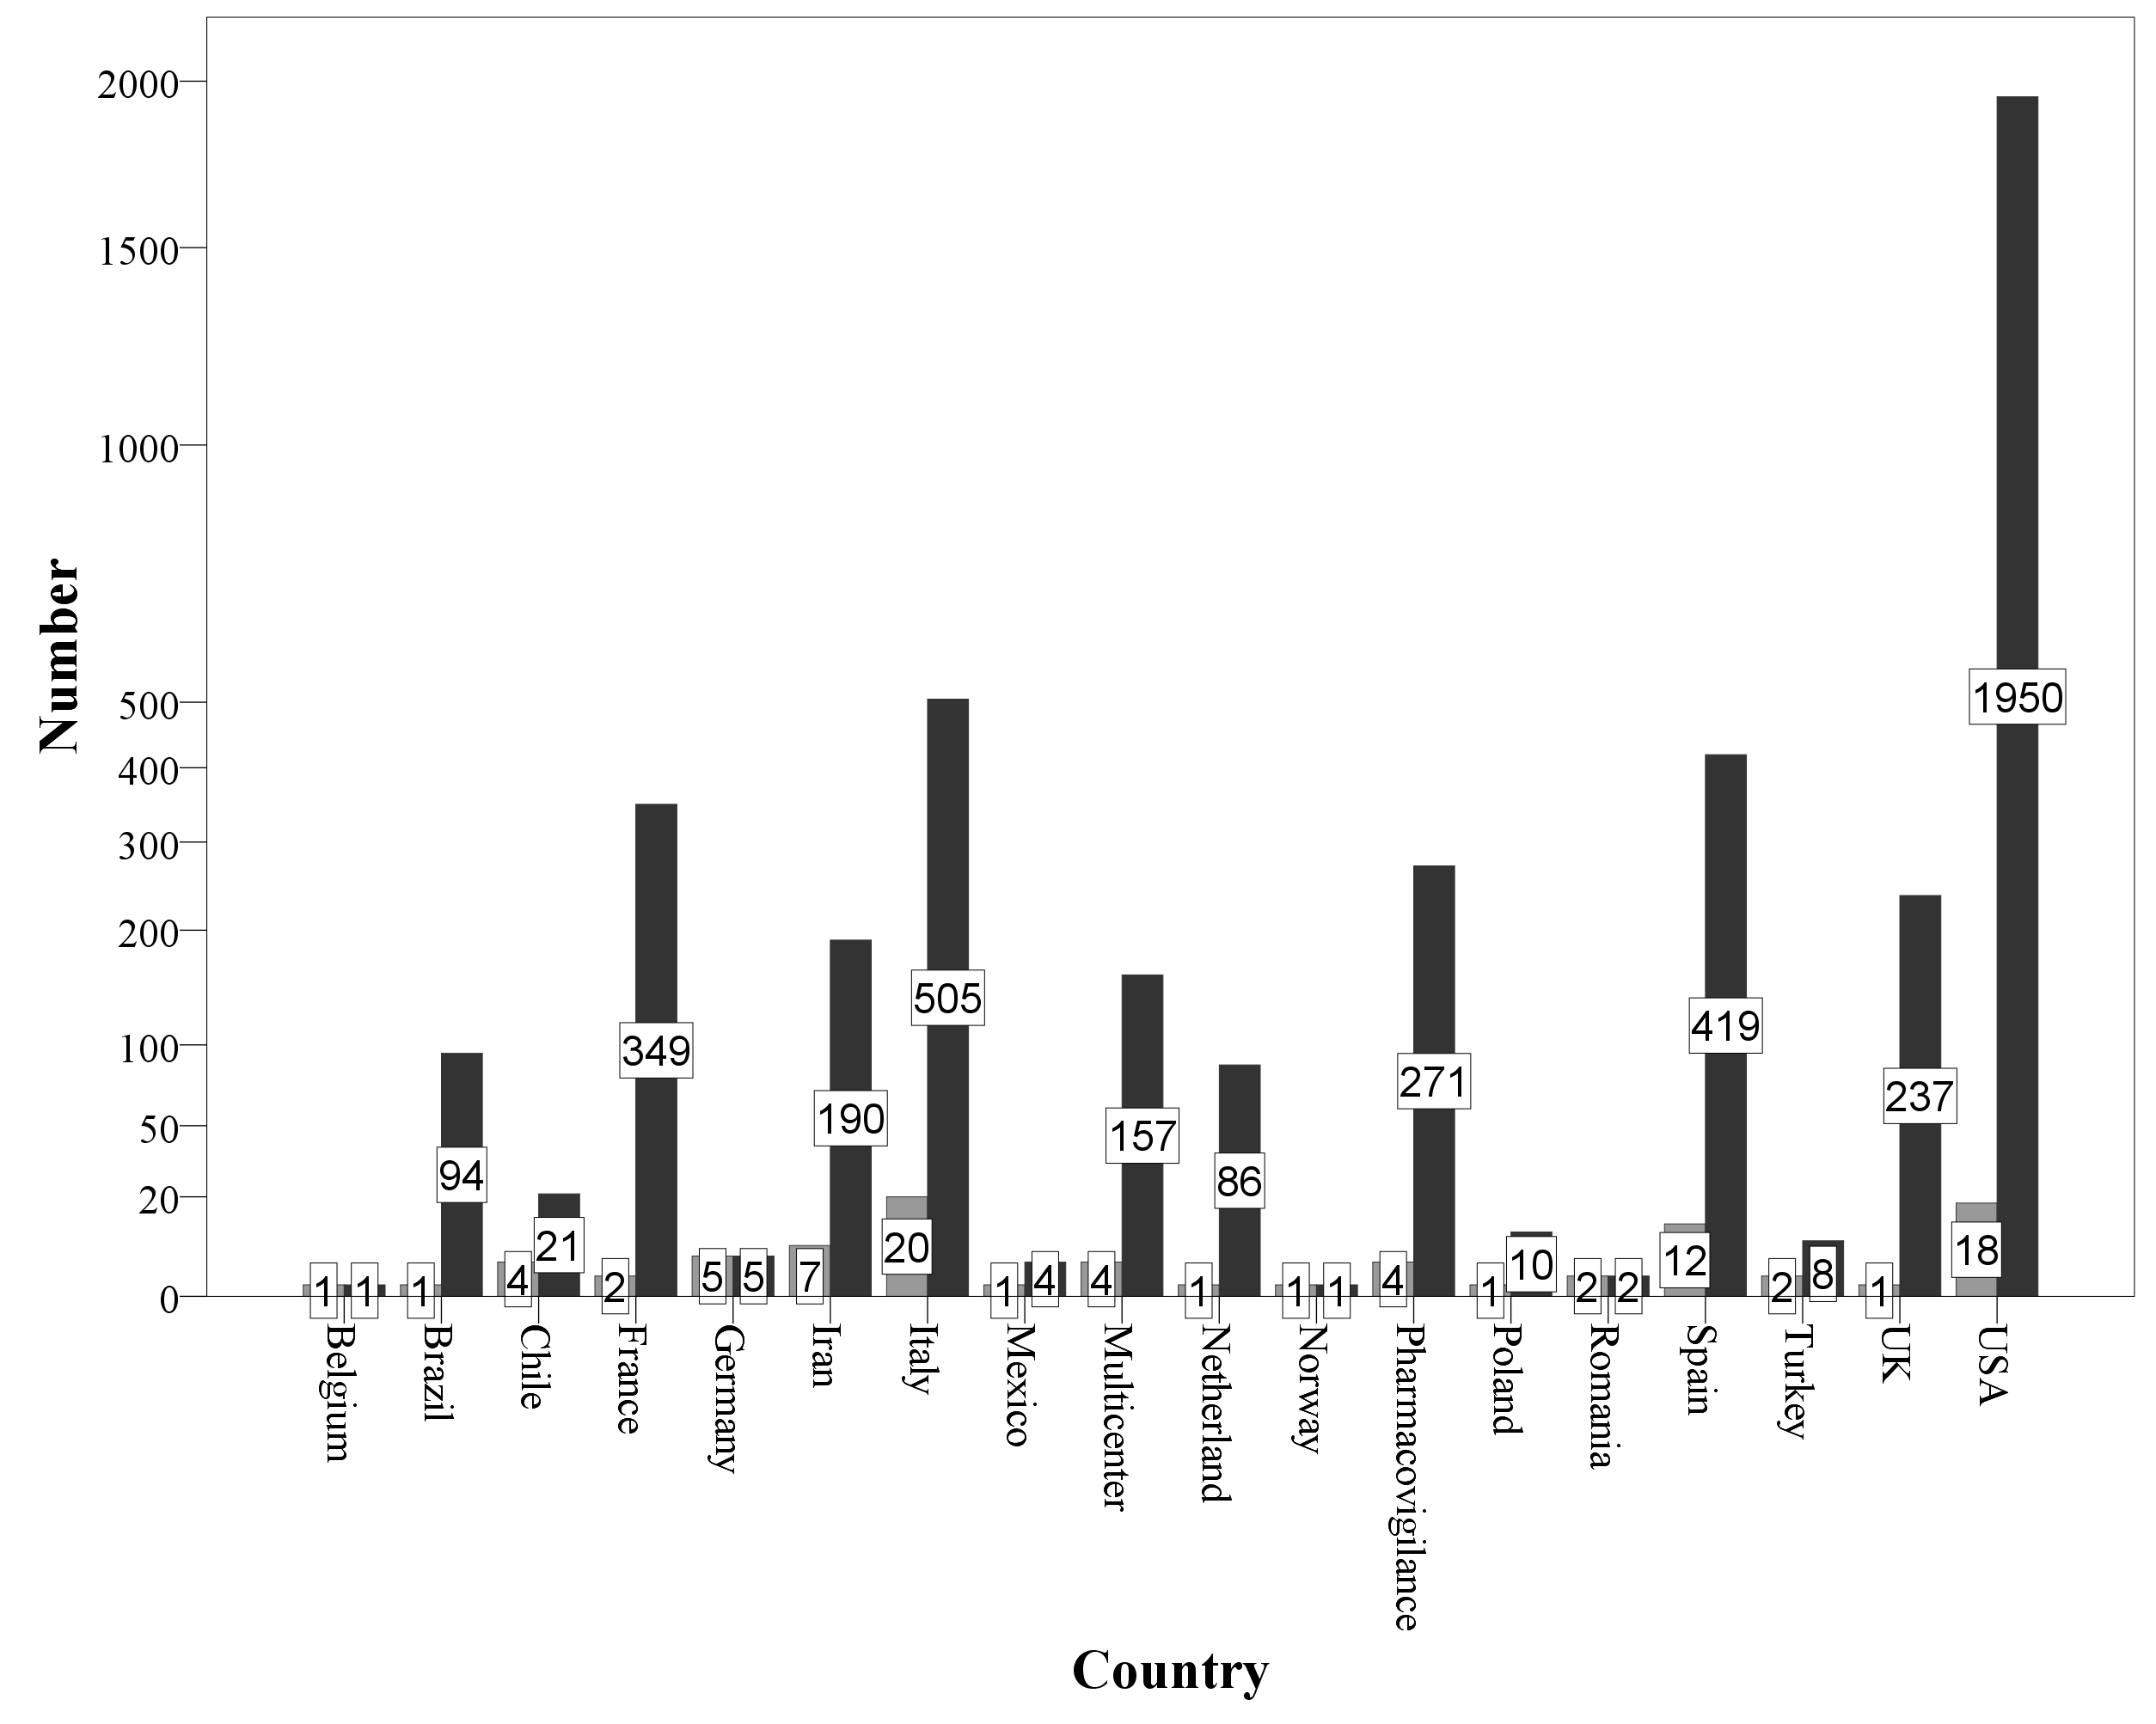 Number
2000
1500
1000
500
400
300
200
100
50
20
0
1 1
1 94
4 21
2 349
5 5
7 190
20 505
1 4
4 157
1 86
1 1
4 271
1 10
2 2
12 419
2 8
1 237
18 1950
Belgium
Brazil
Chile
France
Germany
Iran
Italy
Mexico
Multicenter
Netherland
Norway
Pharmacovigilance
Poland
Romania
Spain
Turkey
UK
USA
Country